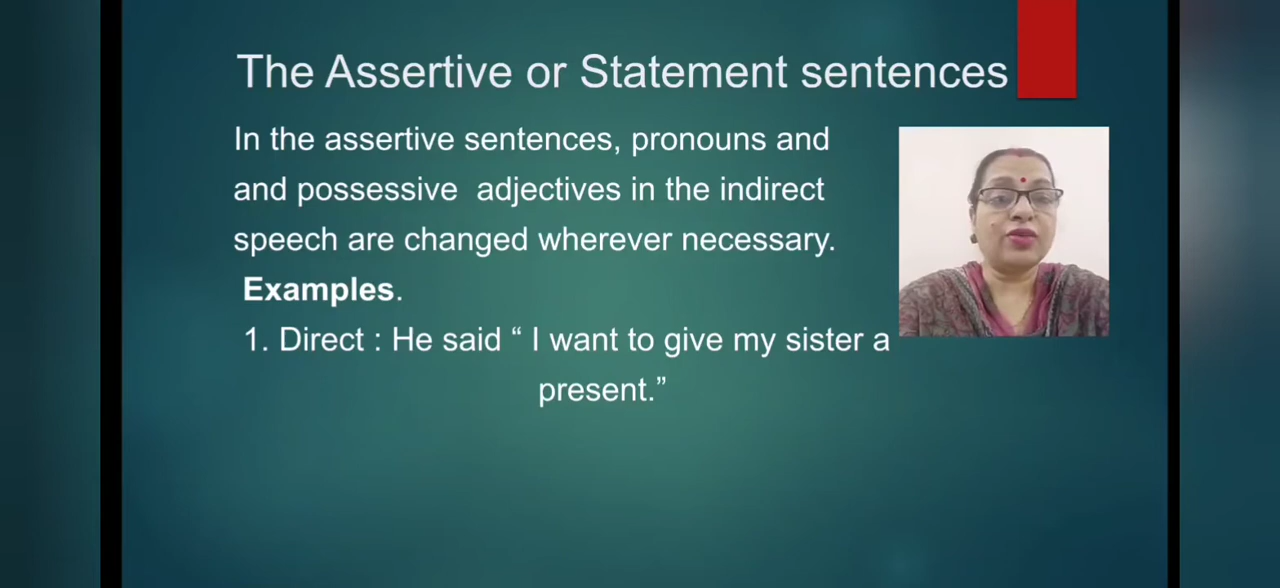 The Assertive or Statement sentences
In the assertive sentences, pronouns and
and possessive adjectives in the indirect
speech are changed wherever necessary.
Examples.
1. Direct : He said “ I want to give my sister a
present.”